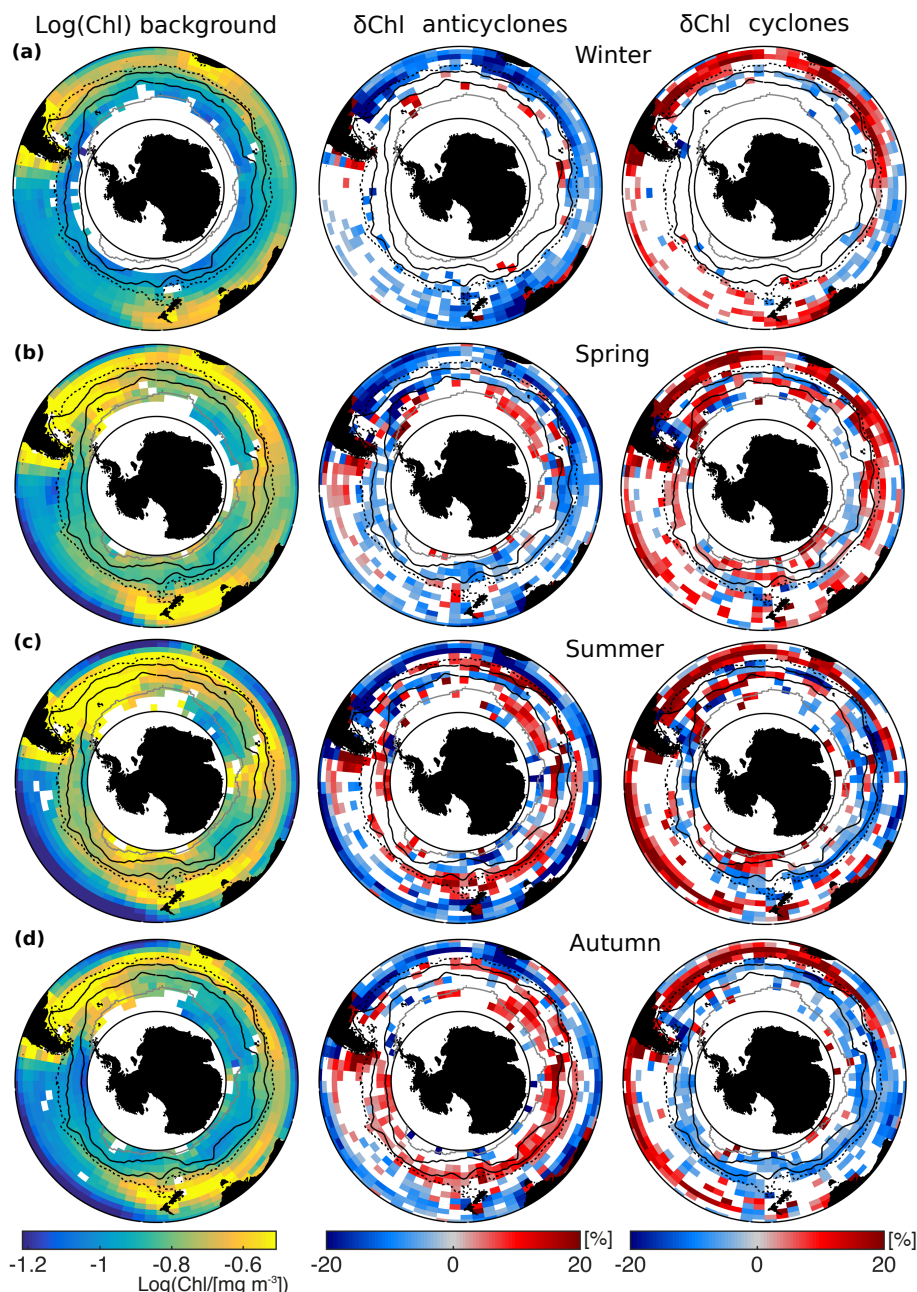 Log(Chl) background δChl anticyclones δChl cyclones
(a) Winter
(b) Spring
(c) Summer
(d) Autumn
-1.2 -1 -0.8 -0.6 -20 0 20 [%] -20 0 20 [%]
Log(Chl/[mg m⁻³])